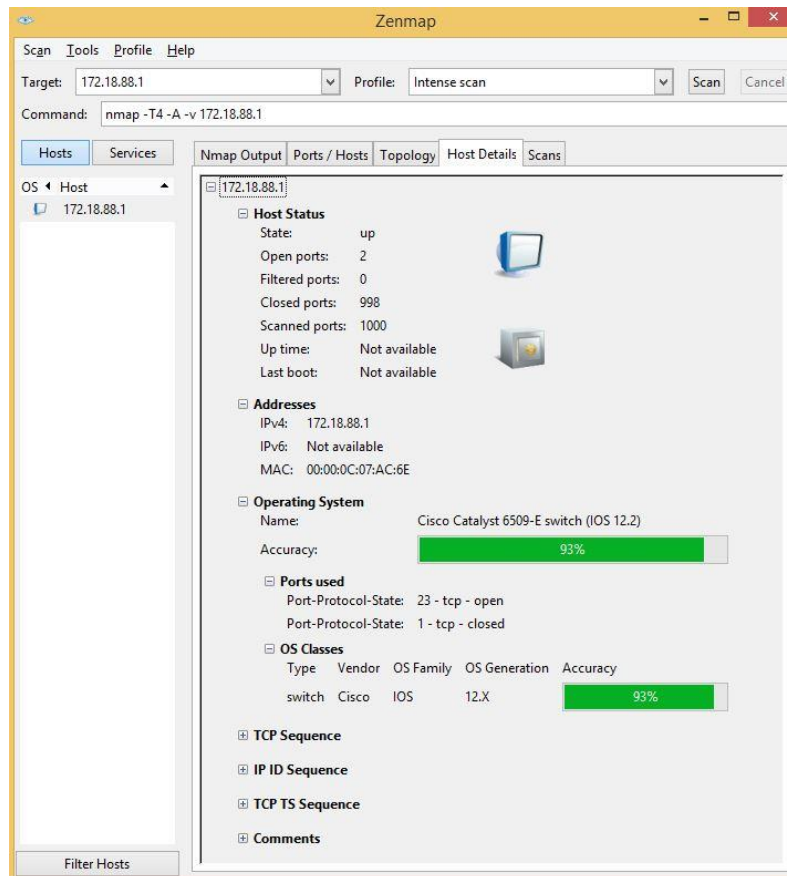 Zenmap
Scan Tools Profile Help
Target: 172.18.88.1 Profile: Intense scan Scan Cancel
Command: nmap -T4 -A -v 172.18.88.1
Hosts Services
Nmap Output Ports / Hosts Topology Host Details Scans
OS Host
172.18.88.1
172.18.88.1
Host Status
State: up
Open ports: 2
Filtered ports: 0
Closed ports: 998
Scanned ports: 1000
Up time: Not available
Last boot: Not available
Addresses
IPv4: 172.18.88.1
IPv6: Not available
MAC: 00:00:0C:07:AC:6E
Operating System
Name: Cisco Catalyst 6509-E switch (IOS 12.2)
Accuracy: 93%
Ports used
Port-Protocol-State: 23 - tcp - open
Port-Protocol-State: 1 - tcp - closed
OS Classes
Type Vendor OS Family OS Generation Accuracy
switch Cisco IOS 12.X 93%
TCP Sequence
IP ID Sequence
TCP TS Sequence
Comments
Filter Hosts